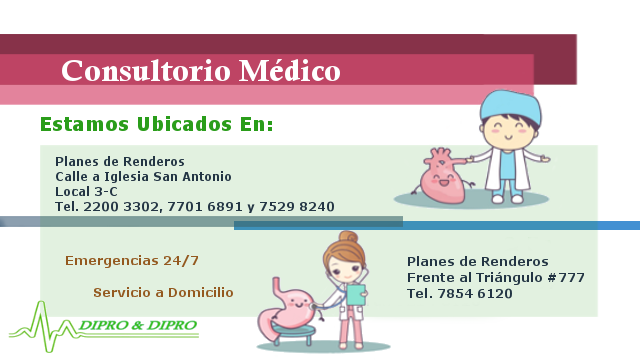 Consultorio Médico
Estamos Ubicados En:
Planes de Renderos
Calle a Iglesia San Antonio
Local 3-C
Tel. 2200 3302, 7701 6891 y 7529 8240
Emergencias 24/7
Servicio a Domicilio
Planes de Renderos
Frente al Triángulo #777
Tel. 7854 6120
DIPRO & DIPRO